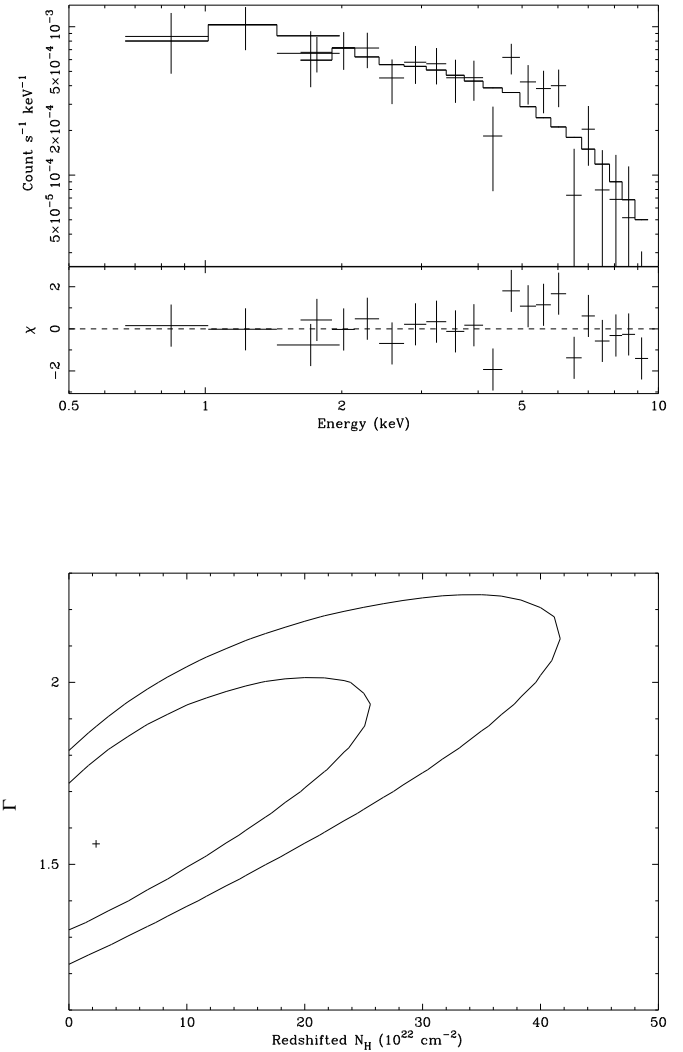 Count s⁻¹ keV⁻¹
10⁻³
5×10⁻⁴
2×10⁻⁴
10⁻⁴
5×10⁻⁵
χ
2
0
−2
0.5 1 2 5 10
Energy (keV)
Γ
2
1.5
0 10 20 30 40 50
Redshifted N_H (10²² cm⁻²)